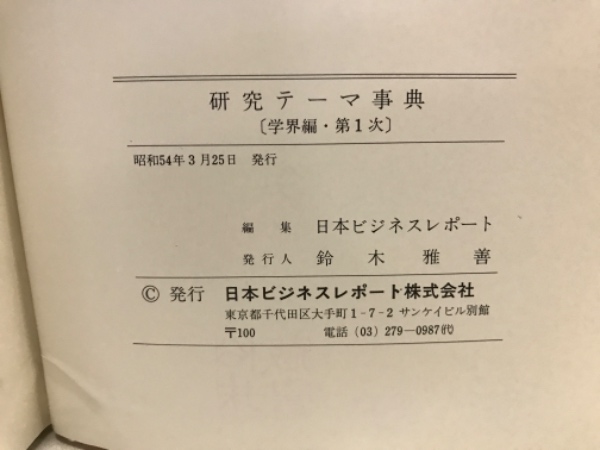 研究テーマ事典
〔学界編・第1次〕
昭和54年3月25日 発行
編集 日本ビジネスレポート
発行人 鈴木雅善
© 発行 日本ビジネスレポート株式会社
東京都千代田区大手町1-7-2 サンケイビル別館
〒100 電話 (03) 279―0987㈹